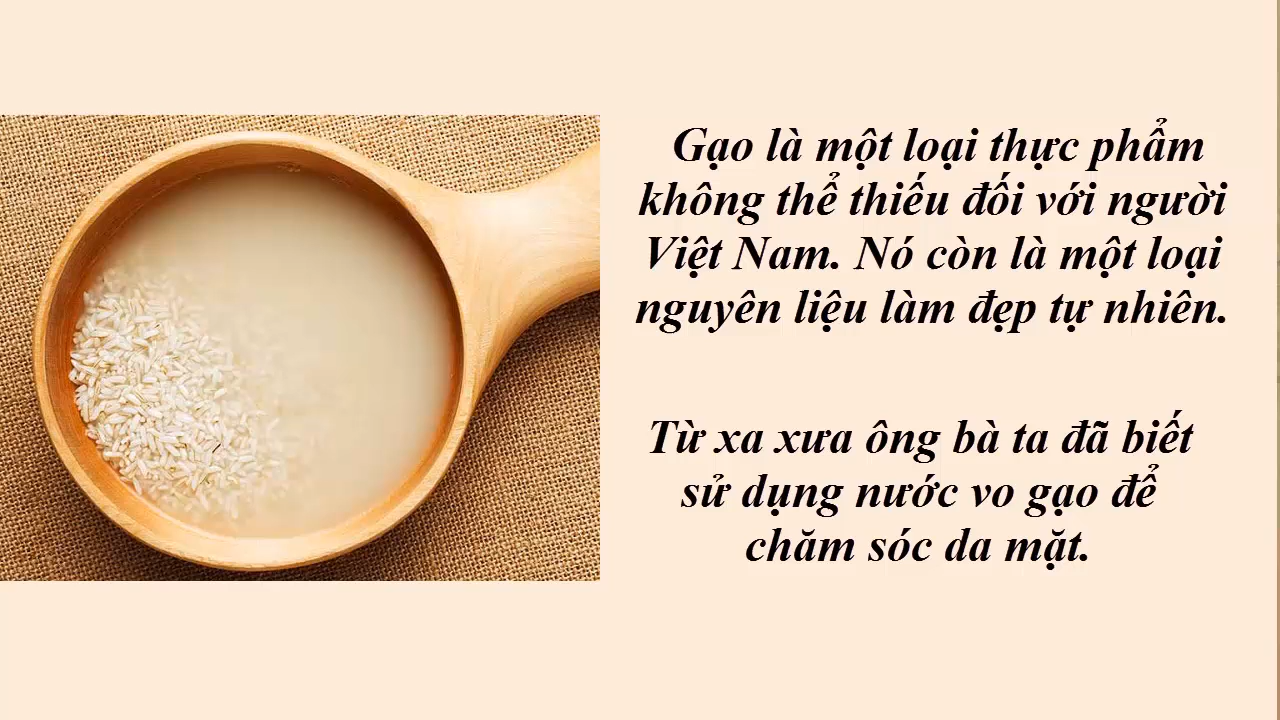 Gạo là một loại thực phẩm
không thể thiếu đối với người
Việt Nam. Nó còn là một loại
nguyên liệu làm đẹp tự nhiên.
Từ xa xưa ông bà ta đã biết
sử dụng nước vo gạo để
chăm sóc da mặt.